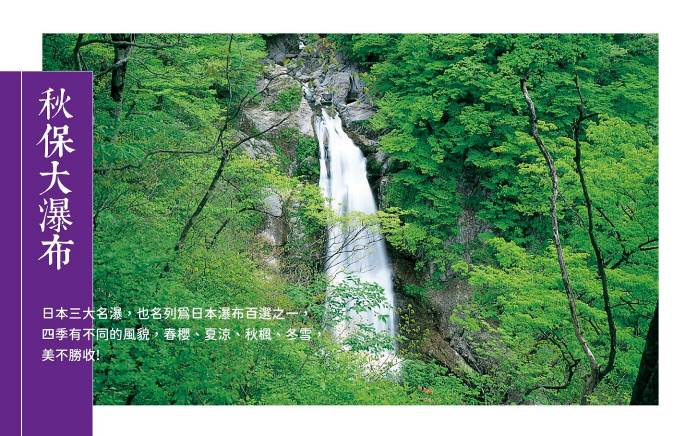 秋保大瀑布
日本三大名瀑，也名列為日本瀑布百選之一，
四季有不同的風貌，春櫻、夏涼、秋楓、冬雪，
美不勝收!